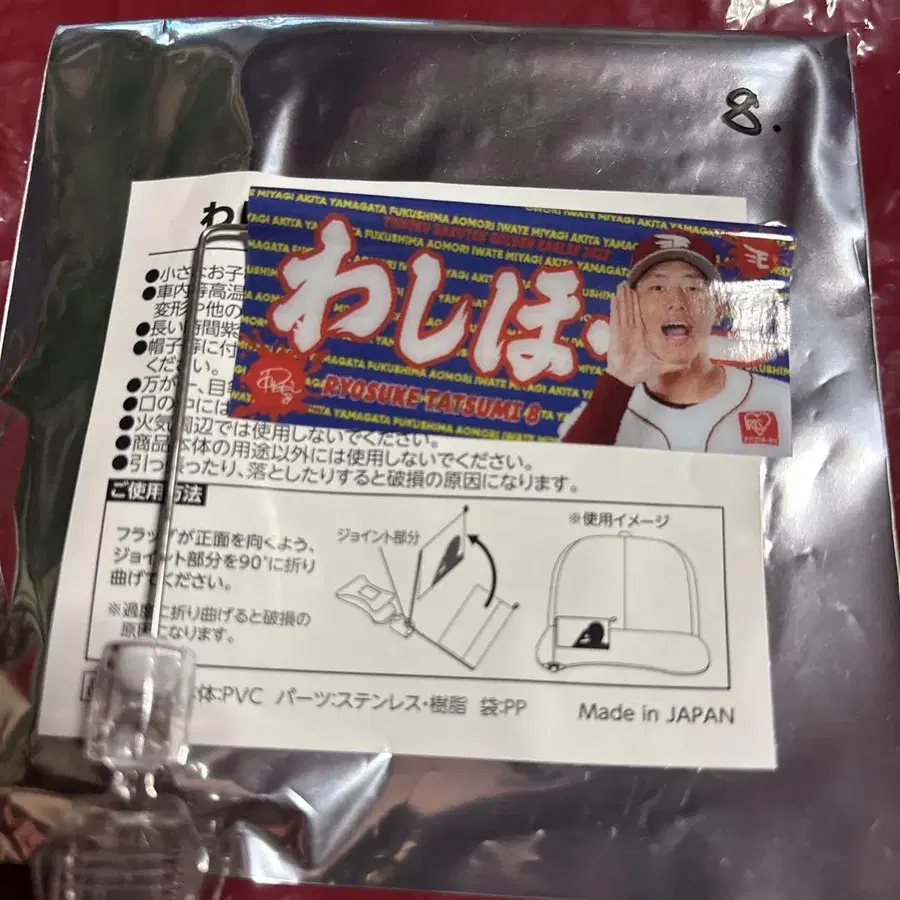 8.
わ
MIYAGI AKITA YAMAGATA FUKUSHIMA AOMORI IWATE MIYAGI AKITA YAMAGATA
TOHOKU RAKUTEN GOLDEN EAGLES
わしほー
RYOSUKE TATSUMI 8
YAMAGATA FUKUSHIMA AOMORI IWATE MIYAGI AKITA YAMAGATA
●小さなお子
●車内等高温
変形や他の
●長い時間紫
●帽子等に付
ください。
●万が一、目
●口の中には
●火気周辺では使用しないでください。
●商品本体の用途以外には使用しないでください。
●引っ張ったり、落としたりすると破損の原因になります。
ご使用方法
フラッグが正面を向くよう、
ジョイント部分を90°に折り
曲げてください。
※過度に折り曲げると破損の
原因になります。
ジョイント部分
※使用イメージ
体:PVC パーツ:ステンレス・樹脂 袋:PP
Made in JAPAN